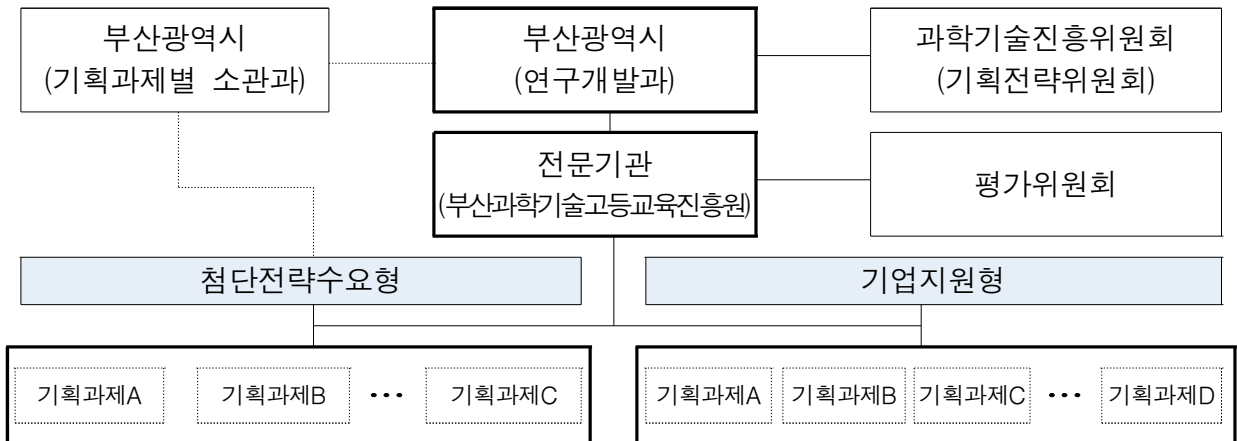 부산광역시
(기획과제별 소관과)
부산광역시
(연구개발과)
과학기술진흥위원회
(기획전략위원회)
전문기관
(부산과학기술고등교육진흥원)
평가위원회
첨단전략수요형
기업지원형
기획과제A
기획과제B
•••
기획과제C
기획과제A
기획과제B
기획과제C
•••
기획과제D